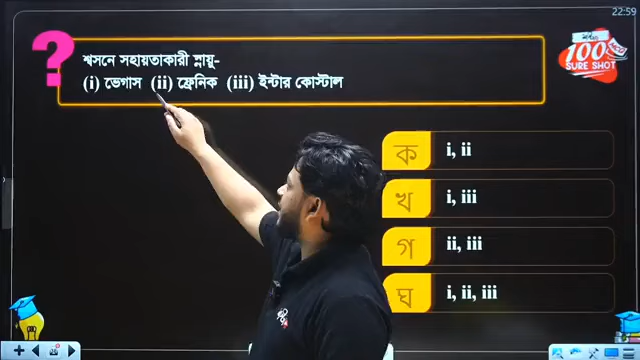 22:59
শ্বসনে সহায়তাকারী স্নায়ু-
(i) ভেগাস (ii) ফ্রেনিক (iii) ইন্টার কোস্টাল
100
SURE SHOT
ক i, ii
খ i, iii
গ ii, iii
ঘ i, ii, iii